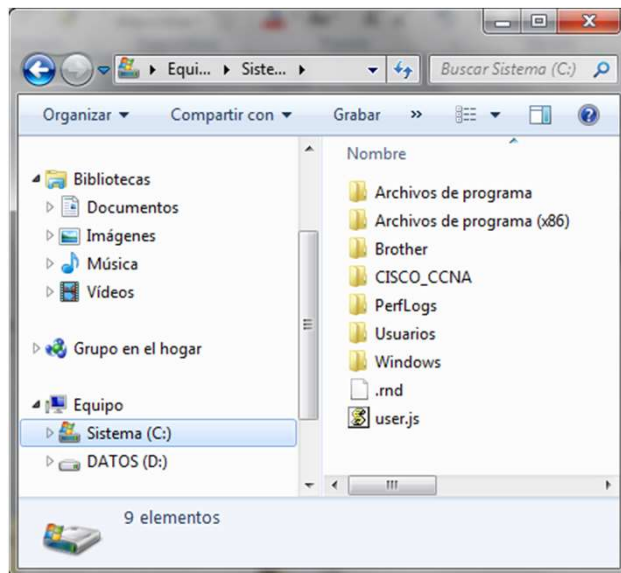 Equi... Siste... Buscar Sistema (C:)
Organizar Compartir con Grabar »
Bibliotecas
Documentos
Imágenes
Música
Vídeos
Grupo en el hogar
Equipo
Sistema (C:)
DATOS (D:)
Nombre
Archivos de programa
Archivos de programa (x86)
Brother
CISCO_CCNA
PerfLogs
Usuarios
Windows
.rnd
user.js
9 elementos